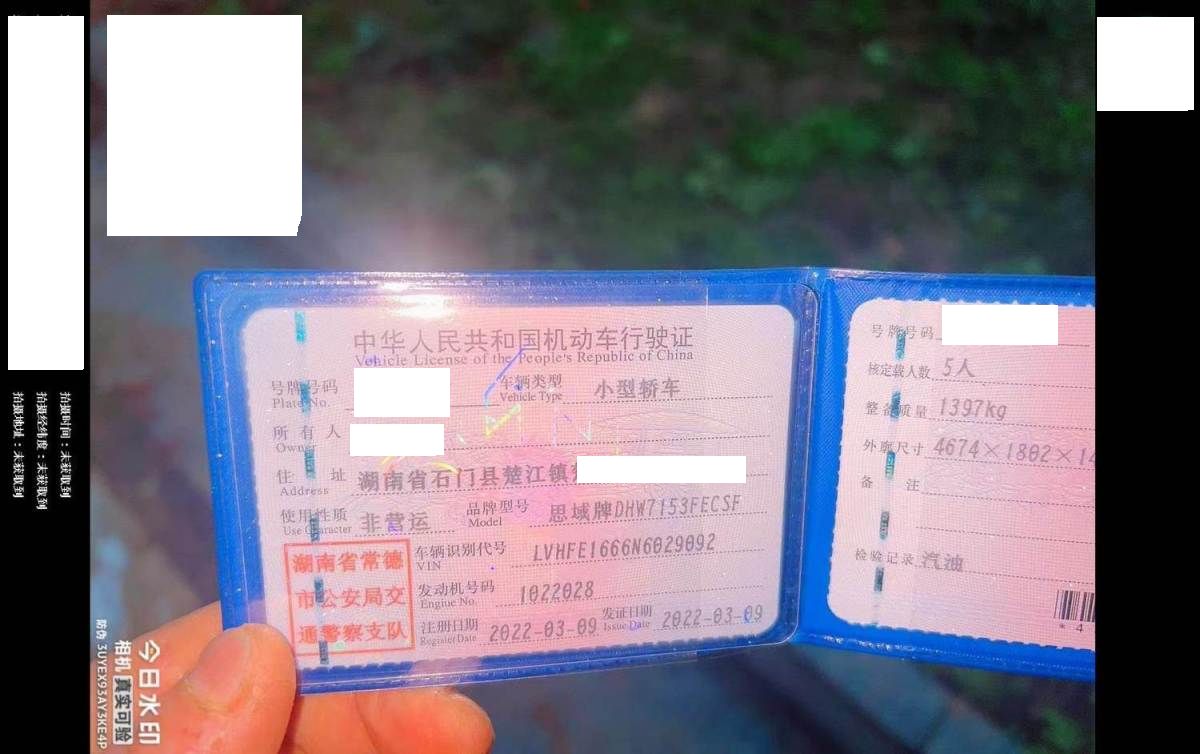 中华人民共和国机动车行驶证
Vehicle License of the People's Republic of China
号牌号码 车辆类型 小型轿车
Plate No. Vehicle Type
所有人
Owner
住址 湖南省石门县楚江镇
Address
使用性质 非营运 品牌型号 思域牌DHW7153FECSF
Use Character Model
湖南省常德
市公安局交
通警察支队
车辆识别代号 LVHFE1666N6029092
VIN
发动机号码 1022028
Engine No.
注册日期 2022-03-09 发证日期 2022-03-09
Register Date Issue Date
号牌号码
核定载人数 5人
整备质量 1397kg
外廓尺寸 4674×1802×14
备注
检验记录 汽油
* 4
拍摄时间：未获取到
拍摄经纬度：未获取到
拍摄地址：未获取到
今日水印
相机 真实可验
防伪 3UYEX93AY3KE4P